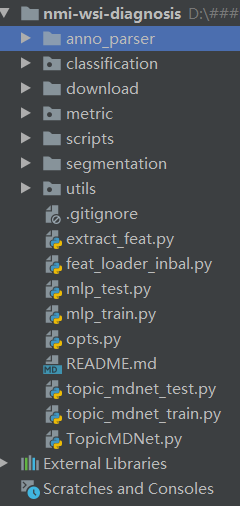 nmi-wsi-diagnosis D:\###
anno_parser
classification
download
metric
scripts
segmentation
utils
.gitignore
extract_feat.py
feat_loader_inbal.py
mlp_test.py
mlp_train.py
opts.py
README.md
topic_mdnet_test.py
topic_mdnet_train.py
TopicMDNet.py
External Libraries
Scratches and Consoles